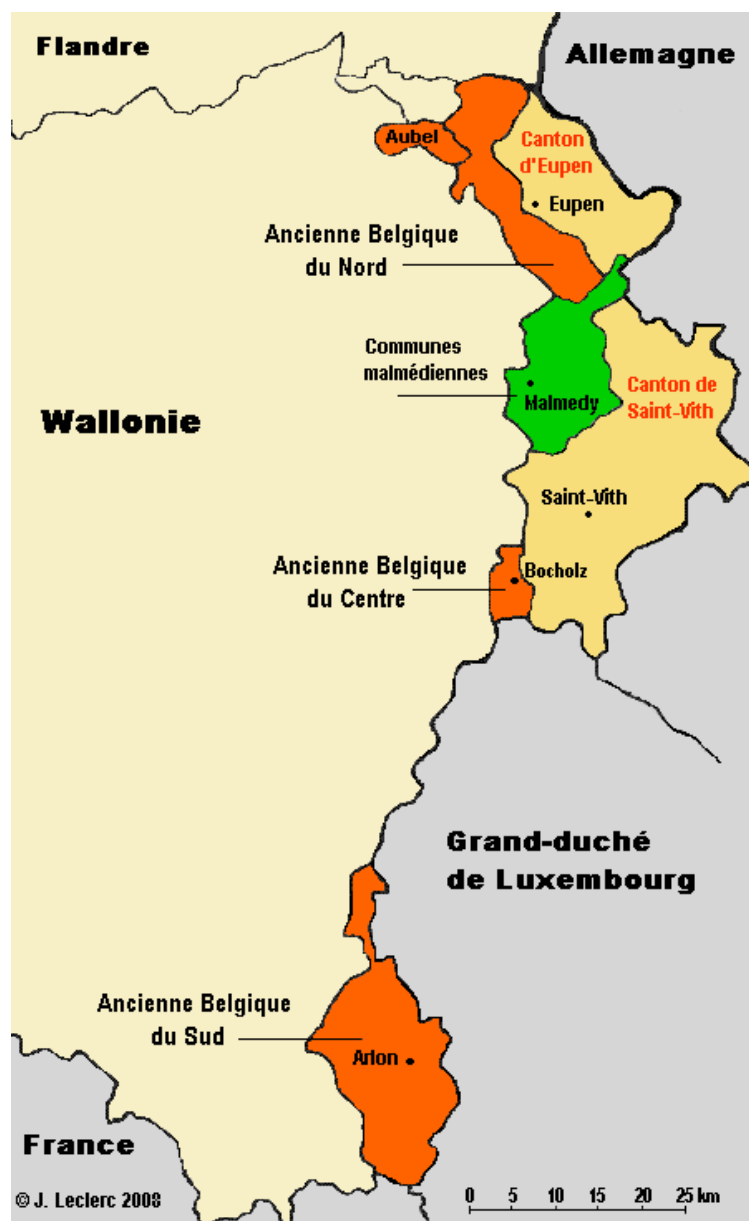 Flandre
Allemagne
Aubel
Canton
d'Eupen
Eupen
Ancienne Belgique
du Nord
Communes
malmédiennes
Malmedy
Canton de
Saint-Vith
Wallonie
Saint-Vith
Ancienne Belgique
du Centre
Bocholz
Grand-duché
de Luxembourg
Ancienne Belgique
du Sud
Arlon
France
© J. Leclerc 2008
0 5 10 15 20 25 km